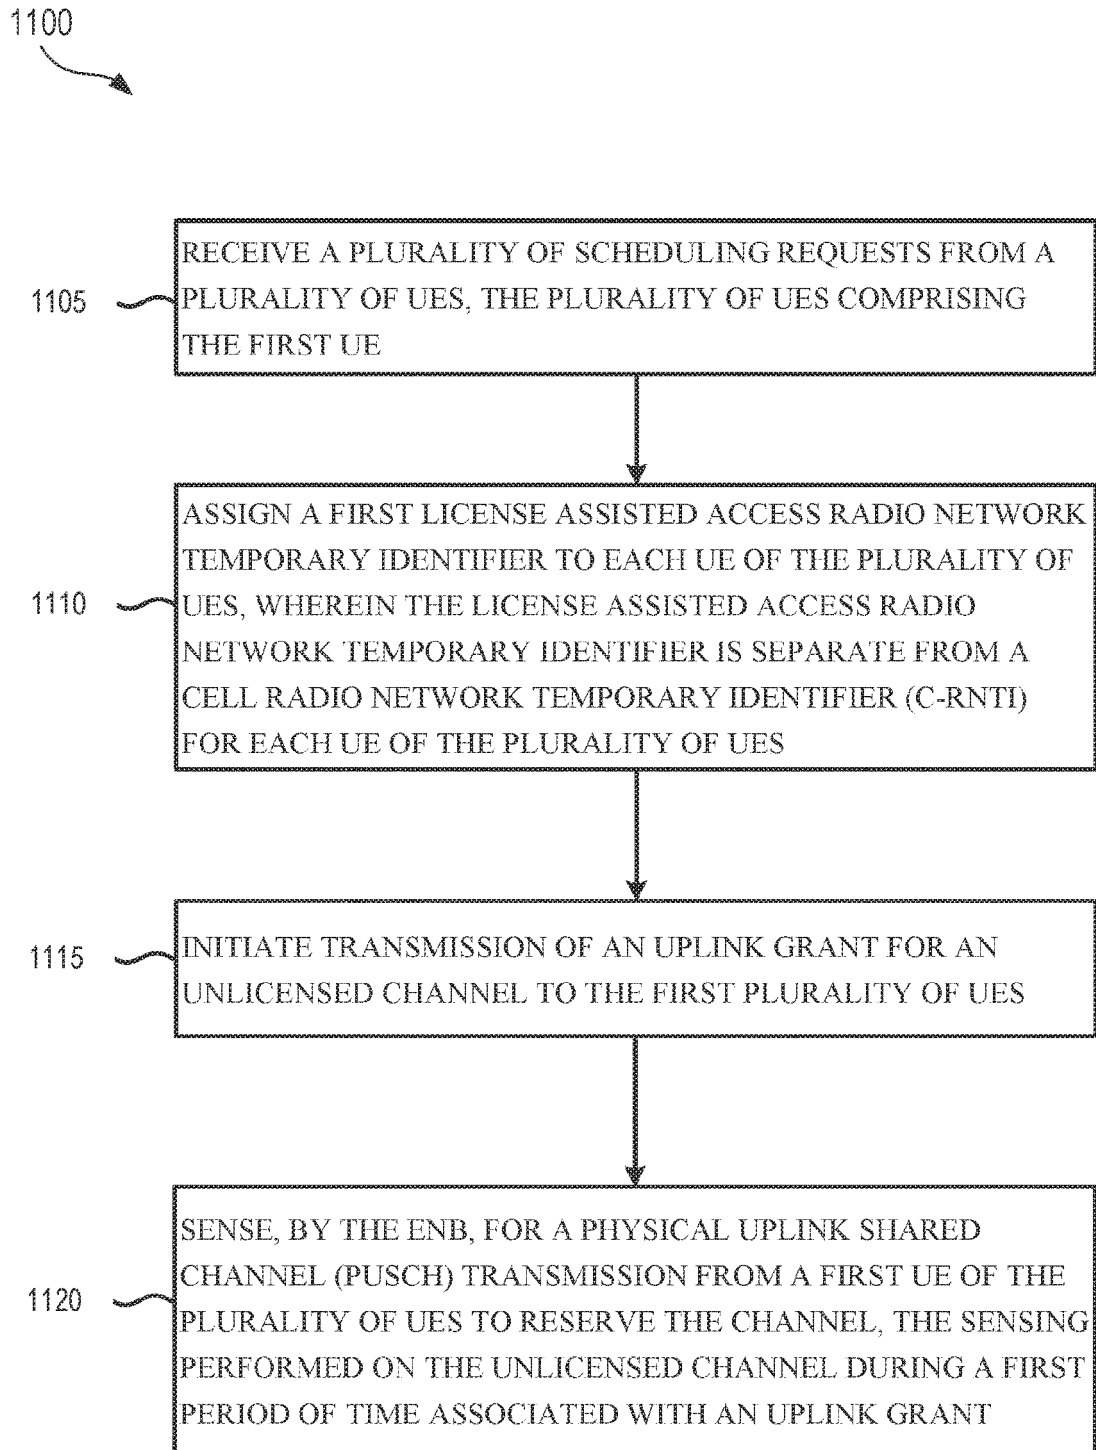 1100
1105
RECEIVE A PLURALITY OF SCHEDULING REQUESTS FROM A
PLURALITY OF UES, THE PLURALITY OF UES COMPRISING
THE FIRST UE
1110
ASSIGN A FIRST LICENSE ASSISTED ACCESS RADIO NETWORK
TEMPORARY IDENTIFIER TO EACH UE OF THE PLURALITY OF
UES, WHEREIN THE LICENSE ASSISTED ACCESS RADIO
NETWORK TEMPORARY IDENTIFIER IS SEPARATE FROM A
CELL RADIO NETWORK TEMPORARY IDENTIFIER (C-RNTI)
FOR EACH UE OF THE PLURALITY OF UES
1115
INITIATE TRANSMISSION OF AN UPLINK GRANT FOR AN
UNLICENSED CHANNEL TO THE FIRST PLURALITY OF UES
1120
SENSE, BY THE ENB, FOR A PHYSICAL UPLINK SHARED
CHANNEL (PUSCH) TRANSMISSION FROM A FIRST UE OF THE
PLURALITY OF UES TO RESERVE THE CHANNEL, THE SENSING
PERFORMED ON THE UNLICENSED CHANNEL DURING A FIRST
PERIOD OF TIME ASSOCIATED WITH AN UPLINK GRANT